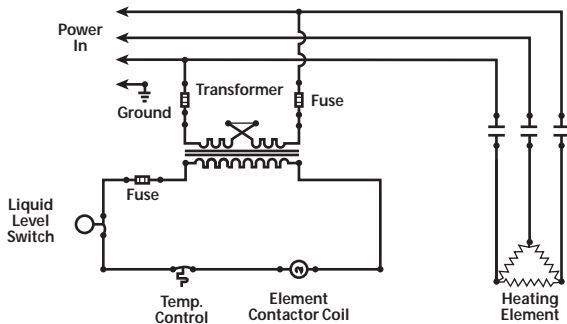 Power
In
Transformer
Fuse
Ground
Fuse
Liquid
Level
Switch
Temp.
Control
Element
Contactor Coil
Heating
Element